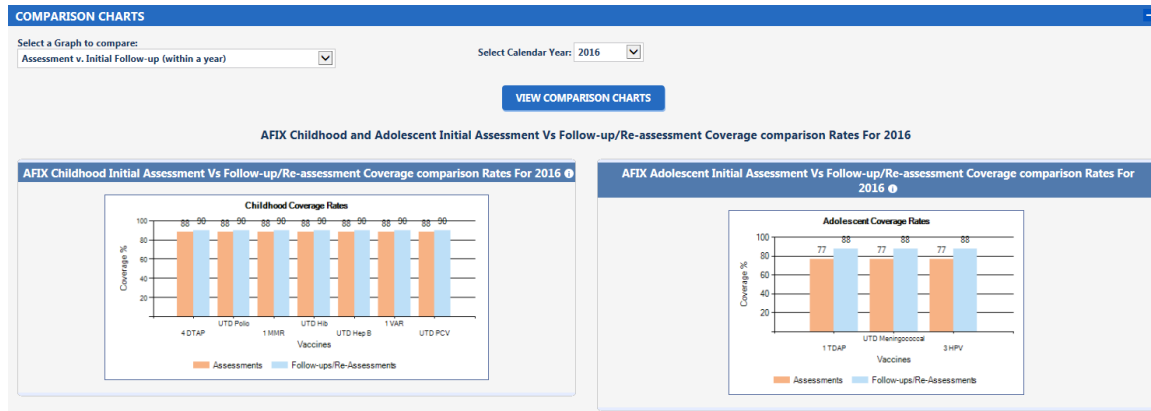 COMPARISON CHARTS
Select a Graph to compare:
Assessment v. Initial Follow-up (within a year)
Select Calendar Year: 2016
VIEW COMPARISON CHARTS
AFIX Childhood and Adolescent Initial Assessment Vs Follow-up/Re-assessment Coverage comparison Rates For 2016
AFIX Childhood Initial Assessment Vs Follow-up/Re-assessment Coverage comparison Rates For 2016
Childhood Coverage Rates
100
80
60
40
20
Coverage %
88 90 88 90 88 90 88 90 88 90 88 90 88 90
4 DTAP
UTD Polio
1 MMR
UTD Hib
UTD Hep B
1 VAR
UTD PCV
Vaccines
Assessments Follow-ups/Re-Assessments
AFIX Adolescent Initial Assessment Vs Follow-up/Re-assessment Coverage comparison Rates For
2016
Adolescent Coverage Rates
100
80
60
40
20
Coverage %
77 88 77 88 77 88
1 TDAP
UTD Meningococcal
3 HPV
Vaccines
Assessments Follow-ups/Re-Assessments